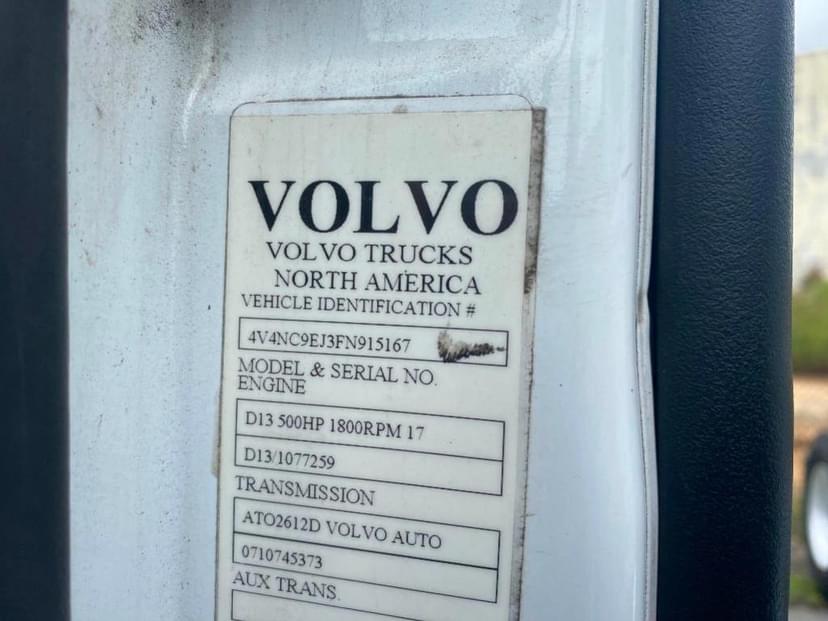 VOLVO
VOLVO TRUCKS
NORTH AMERICA
VEHICLE IDENTIFICATION #
4V4NC9EJ3FN915167
MODEL & SERIAL NO.
ENGINE
D13 500HP 1800RPM 17
D13/1077259
TRANSMISSION
ATO2612D VOLVO AUTO
0710745373
AUX TRANS.